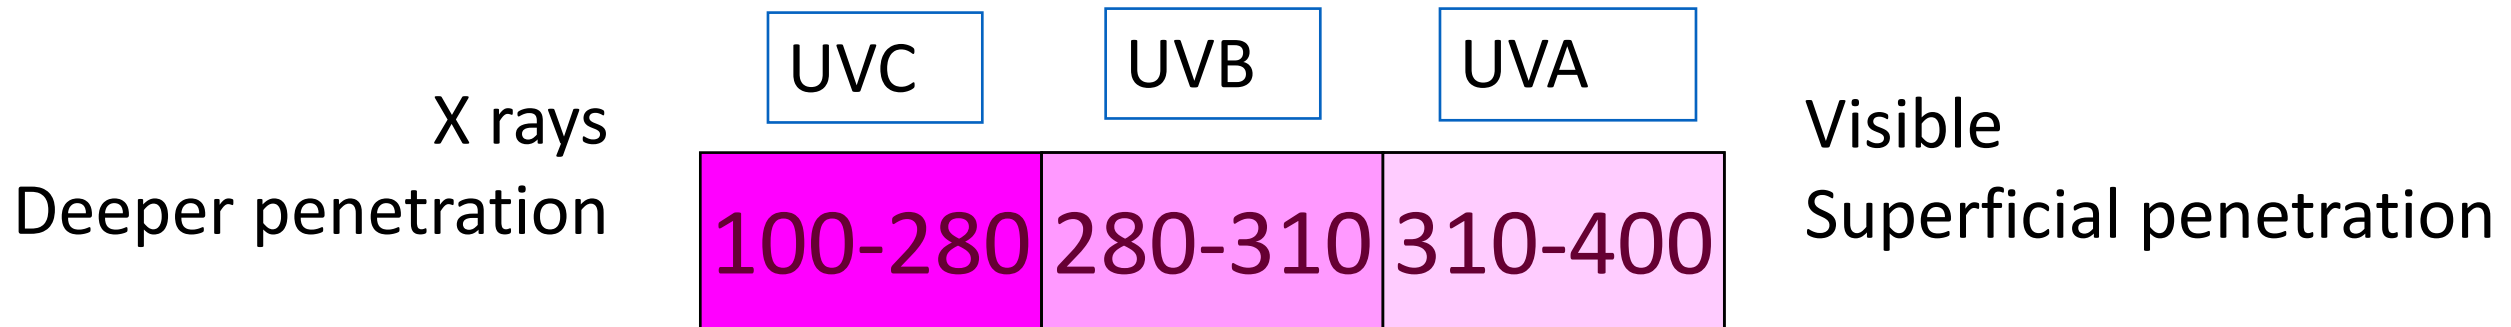 UVC
UVB
UVA
X rays
Visible
Deeper penetration
Superficial penetration
100-280
280-310
310-400